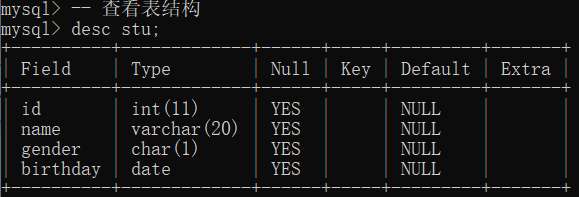 mysql> -- 查看表结构
mysql> desc stu;
+----------+-------------+------+-----+---------+-------+
| Field    | Type        | Null | Key | Default | Extra |
+----------+-------------+------+-----+---------+-------+
| id       | int(11)     | YES  |     | NULL    |       |
| name     | varchar(20) | YES  |     | NULL    |       |
| gender   | char(1)     | YES  |     | NULL    |       |
| birthday | date        | YES  |     | NULL    |       |
+----------+-------------+------+-----+---------+-------+